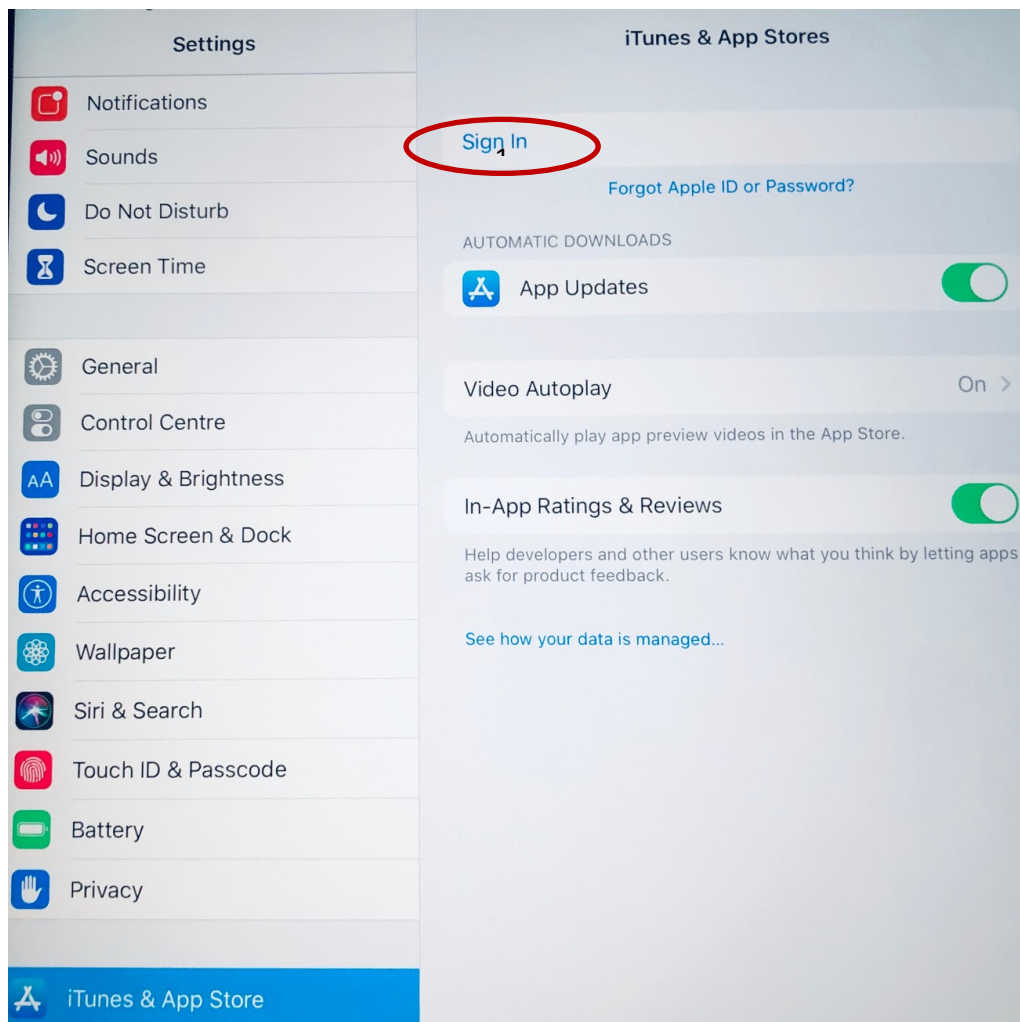 Settings
Notifications
Sounds
Do Not Disturb
Screen Time
General
Control Centre
AA Display & Brightness
Home Screen & Dock
Accessibility
Wallpaper
Siri & Search
Touch ID & Passcode
Battery
Privacy
iTunes & App Store
iTunes & App Stores
Sign In
1
Forgot Apple ID or Password?
AUTOMATIC DOWNLOADS
App Updates
Video Autoplay On >
Automatically play app preview videos in the App Store.
In-App Ratings & Reviews
Help developers and other users know what you think by letting apps
ask for product feedback.
See how your data is managed...